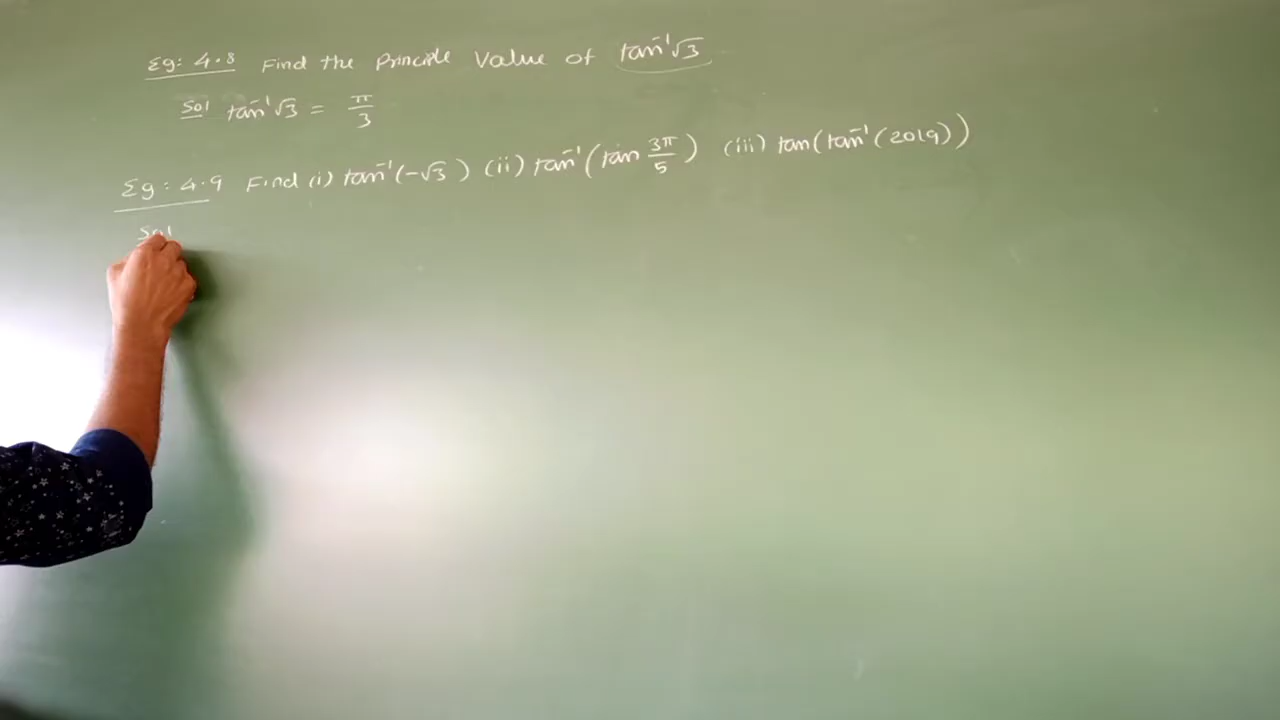 Eg: 4.8 Find the Principle Value of tan⁻¹√3
Sol tan⁻¹√3 = π/3
Eg: 4.9 Find (i) tan⁻¹(-√3) (ii) tan⁻¹(tan 3π/5) (iii) tan(tan⁻¹(2019))
Sol